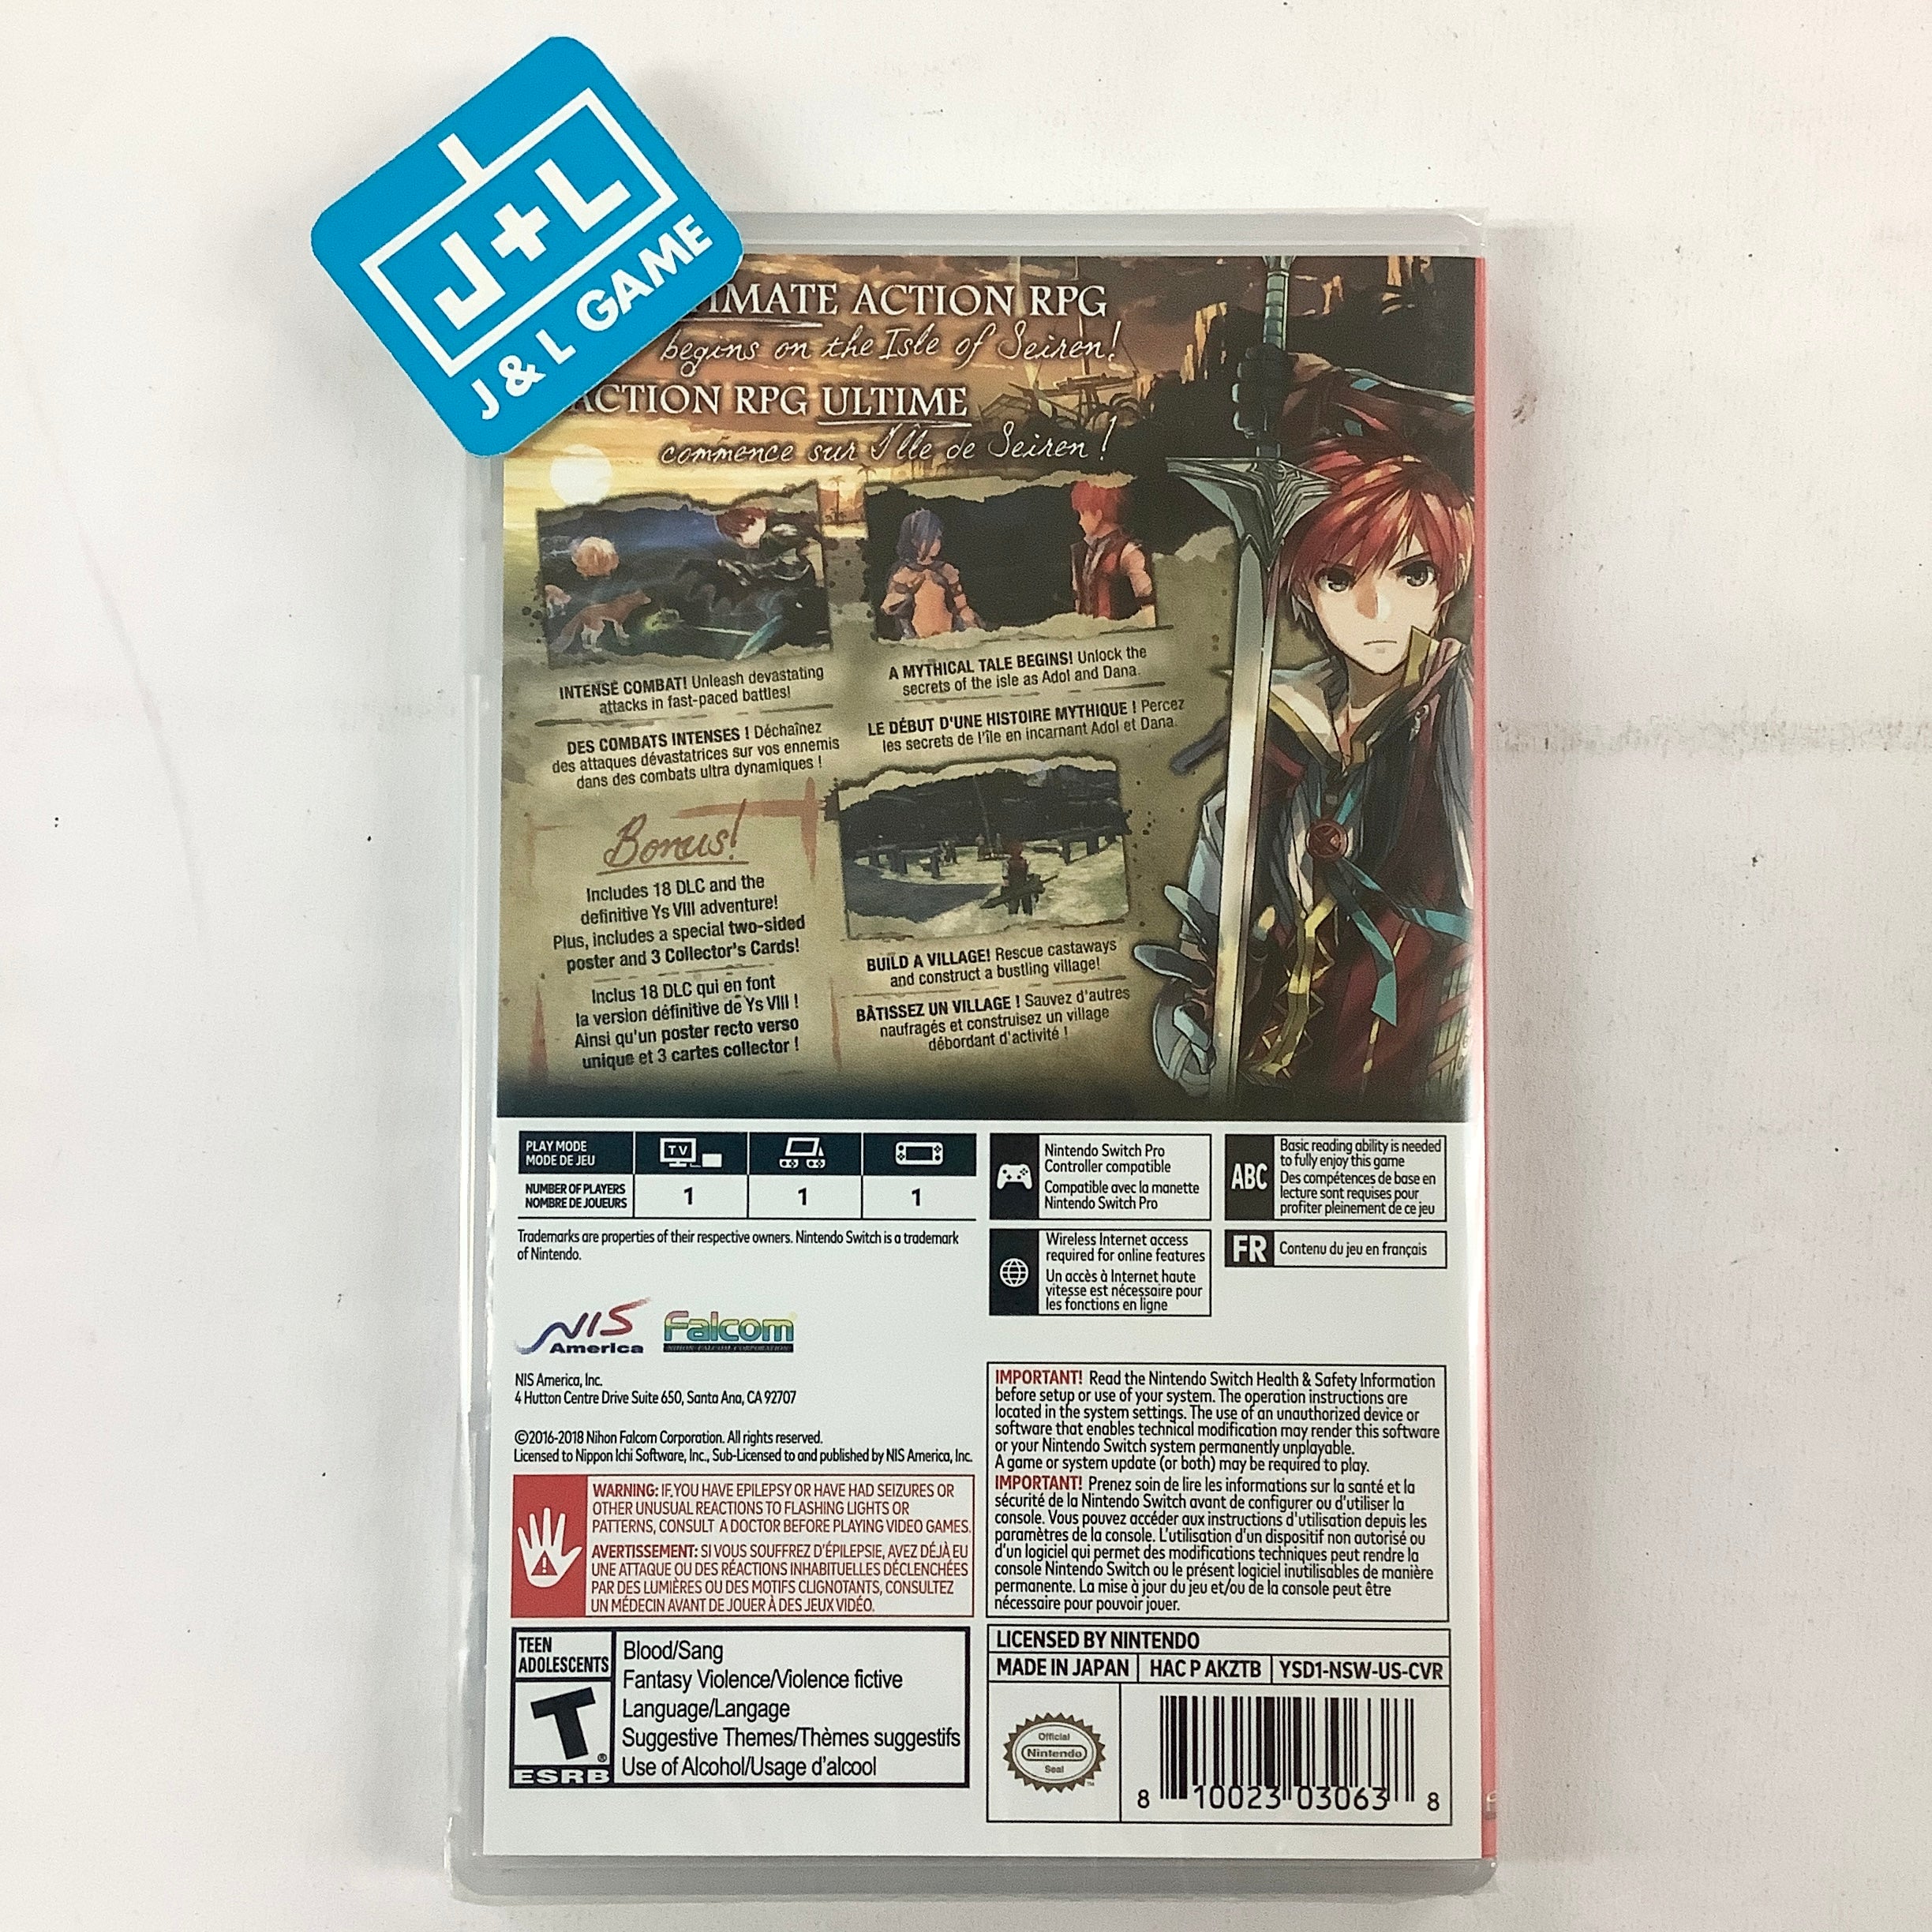 J+L
J & L GAME
ACTION RPG
begins on the Isle of Seiren!
ACTION RPG ULTIME
commence sur l'île de Seiren !
INTENSE COMBAT! Unleash devastating
attacks in fast-paced battles!
DES COMBATS INTENSES ! Déchaînez
des attaques dévastatrices sur vos ennemis
dans des combats ultra dynamiques !
A MYTHICAL TALE BEGINS! Unlock the
secrets of the isle as Adol and Dana.
LE DÉBUT D'UNE HISTOIRE MYTHIQUE ! Percez
les secrets de l'île en incarnant Adol et Dana.
Bonus!
Includes 18 DLC and the
definitive Ys VIII adventure!
Plus, includes a special two-sided
poster and 3 Collector's Cards!
Inclus 18 DLC qui en font
la version définitive de Ys VIII !
Ainsi qu'un poster recto verso
unique et 3 cartes collector !
BUILD A VILLAGE! Rescue castaways
and construct a bustling village!
BÂTISSEZ UN VILLAGE ! Sauvez d'autres
naufragés et construisez un village
débordant d'activité !
PLAY MODE
MODE DE JEU
TV
NUMBER OF PLAYERS
NOMBRE DE JOUEURS
1
1
1
Nintendo Switch Pro
Controller compatible
Compatible avec la manette
Nintendo Switch Pro
ABC
Basic reading ability is needed
to fully enjoy this game
Des compétences de base en
lecture sont requises pour
profiter pleinement de ce jeu
Wireless Internet access
required for online features
Un accès à Internet haute
vitesse est nécessaire pour
les fonctions en ligne
FR
Contenu du jeu en français
Trademarks are properties of their respective owners. Nintendo Switch is a trademark
of Nintendo.
NIS
America
Falcom
NIHON FALCOM CORPORATION
NIS America, Inc.
4 Hutton Centre Drive Suite 650, Santa Ana, CA 92707
©2016-2018 Nihon Falcom Corporation. All rights reserved.
Licensed to Nippon Ichi Software, Inc., Sub-Licensed to and published by NIS America, Inc.
WARNING: IF YOU HAVE EPILEPSY OR HAVE HAD SEIZURES OR
OTHER UNUSUAL REACTIONS TO FLASHING LIGHTS OR
PATTERNS, CONSULT A DOCTOR BEFORE PLAYING VIDEO GAMES.
AVERTISSEMENT: SI VOUS SOUFFREZ D'ÉPILEPSIE, AVEZ DÉJÀ EU
UNE ATTAQUE OU DES RÉACTIONS INHABITUELLES DÉCLENCHÉES
PAR DES LUMIÈRES OU DES MOTIFS CLIGNOTANTS, CONSULTEZ
UN MÉDECIN AVANT DE JOUER À DES JEUX VIDÉO.
IMPORTANT! Read the Nintendo Switch Health & Safety Information
before setup or use of your system. The operation instructions are
located in the system settings. The use of an unauthorized device or
software that enables technical modification may render this software
or your Nintendo Switch system permanently unplayable.
A game or system update (or both) may be required to play.
IMPORTANT! Prenez soin de lire les informations sur la santé et la
sécurité de la Nintendo Switch avant de configurer ou d'utiliser la
console. Vous pouvez accéder aux instructions d'utilisation depuis les
paramètres de la console. L'utilisation d'un dispositif non autorisé ou
d'un logiciel qui permet des modifications techniques peut rendre la
console Nintendo Switch ou le présent logiciel inutilisables de manière
permanente. La mise à jour du jeu et/ou de la console peut être
nécessaire pour pouvoir jouer.
TEEN
ADOLESCENTS
T
®
ESRB
Blood/Sang
Fantasy Violence/Violence fictive
Language/Langage
Suggestive Themes/Thèmes suggestifs
Use of Alcohol/Usage d'alcool
LICENSED BY NINTENDO
MADE IN JAPAN HAC P AKZTB YSD1-NSW-US-CVR
Official
Nintendo
Seal
™
8 10023 03063 8